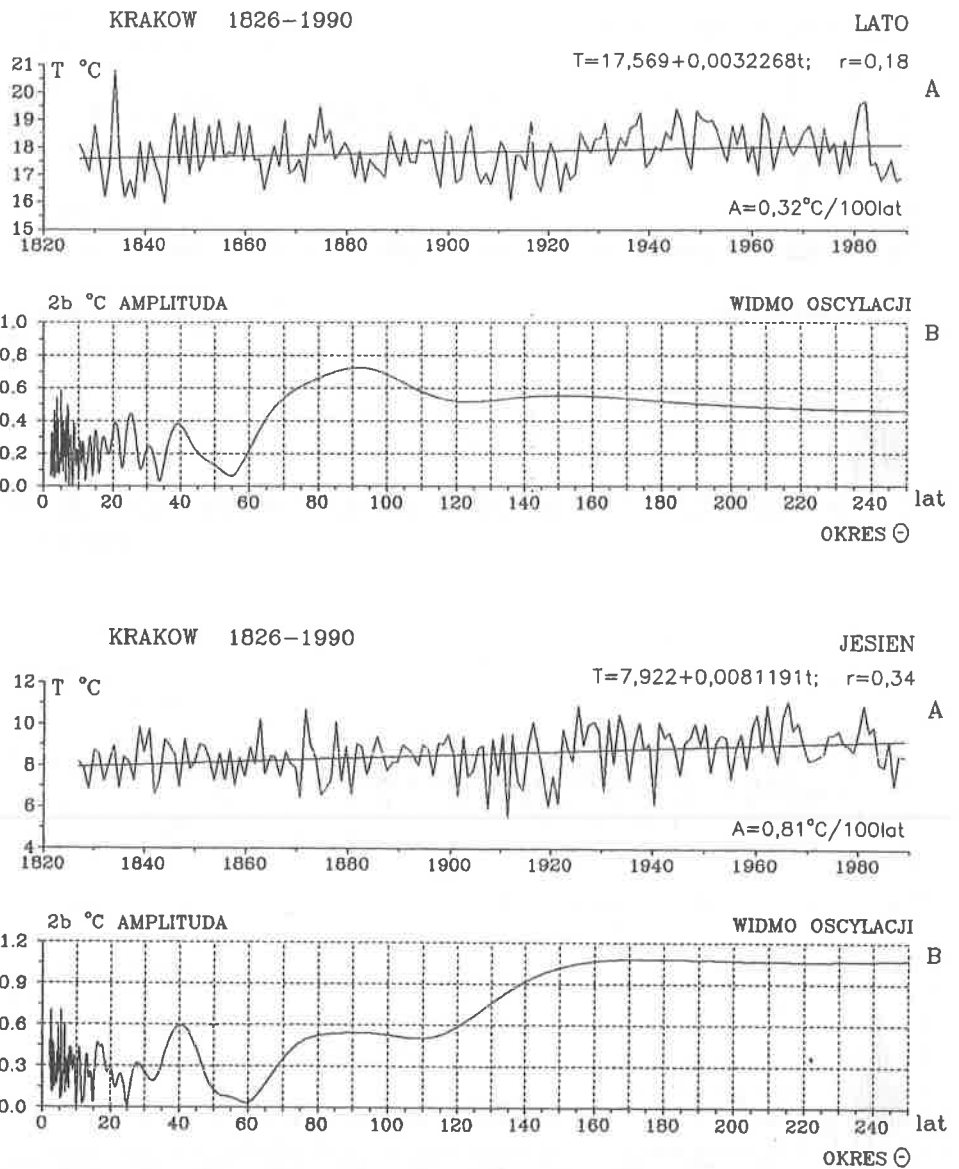 KRAKOW 1826-1990
LATO
T °C
T=17,569+0,0032268t; r=0,18
A
21
20
19
18
17
16
15
A=0,32°C/100lat
1820 1840 1860 1880 1900 1920 1940 1960 1980
2b °C AMPLITUDA
WIDMO OSCYLACJI
B
1.0
0.8
0.6
0.4
0.2
0.0
0 20 40 60 80 100 120 140 160 180 200 220 240 lat
OKRES Θ
KRAKOW 1826-1990
JESIEN
T °C
T=7,922+0,0081191t; r=0,34
A
12
10
8
6
4
A=0,81°C/100lat
1820 1840 1860 1880 1900 1920 1940 1960 1980
2b °C AMPLITUDA
WIDMO OSCYLACJI
B
1.2
0.9
0.6
0.3
0.0
0 20 40 60 80 100 120 140 160 180 200 220 240 lat
OKRES Θ